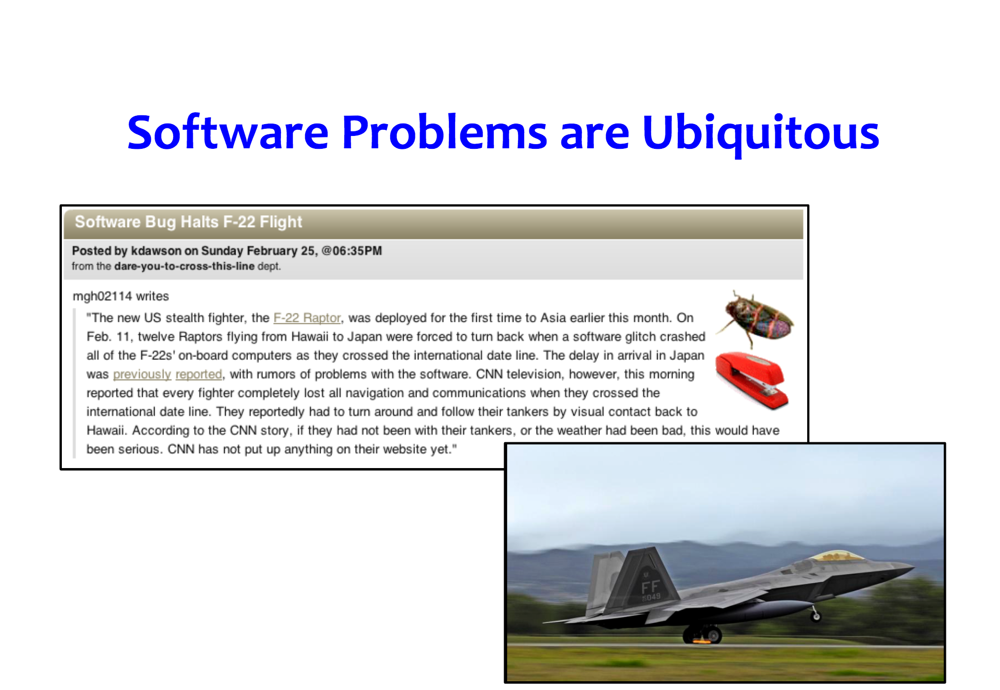 Software Problems are Ubiquitous
Software Bug Halts F-22 Flight
Posted by kdawson on Sunday February 25, @06:35PM
from the dare-you-to-cross-this-line dept.
mgh02114 writes
"The new US stealth fighter, the F-22 Raptor, was deployed for the first time to Asia earlier this month. On
Feb. 11, twelve Raptors flying from Hawaii to Japan were forced to turn back when a software glitch crashed
all of the F-22s' on-board computers as they crossed the international date line. The delay in arrival in Japan
was previously reported, with rumors of problems with the software. CNN television, however, this morning
reported that every fighter completely lost all navigation and communications when they crossed the
international date line. They reportedly had to turn around and follow their tankers by visual contact back to
Hawaii. According to the CNN story, if they had not been with their tankers, or the weather had been bad, this would have
been serious. CNN has not put up anything on their website yet."
FF
049